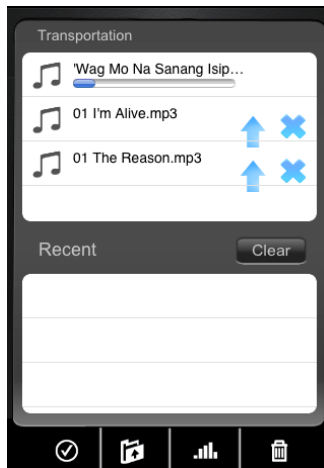 Transportation
'Wag Mo Na Sanang Isip...
01 I'm Alive.mp3
01 The Reason.mp3
Recent
Clear